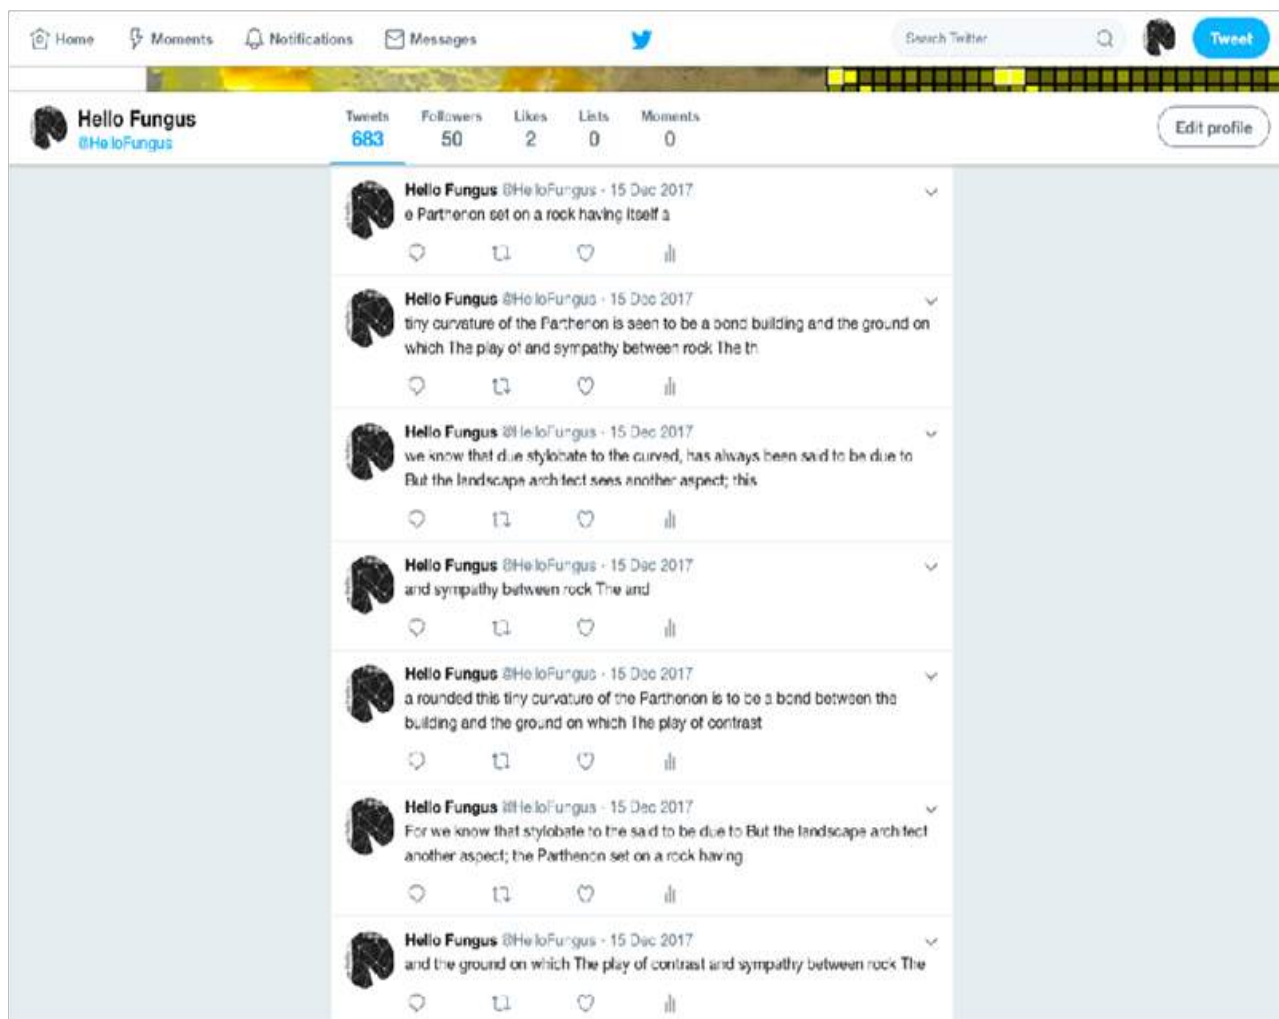 Home Moments Notifications Messages Search Twitter Tweet
Hello Fungus
@HelloFungus
Tweets Followers Likes Lists Moments
683 50 2 0 0
Edit profile
Hello Fungus @HelloFungus · 15 Dec 2017
e Parthenon set on a rock having itself a
Hello Fungus @HelloFungus · 15 Dec 2017
tiny curvature of the Parthenon is seen to be a bond building and the ground on
which The play of and sympathy between rock The th
Hello Fungus @HelloFungus · 15 Dec 2017
we know that due stylobate to the curved, has always been said to be due to
But the landscape architect sees another aspect; this
Hello Fungus @HelloFungus · 15 Dec 2017
and sympathy between rock The and
Hello Fungus @HelloFungus · 15 Dec 2017
a rounded this tiny curvature of the Parthenon is to be a bond between the
building and the ground on which The play of contrast
Hello Fungus @HelloFungus · 15 Dec 2017
For we know that stylobate to the said to be due to But the landscape architect
another aspect; the Parthenon set on a rock having
Hello Fungus @HelloFungus · 15 Dec 2017
and the ground on which The play of contrast and sympathy between rock The